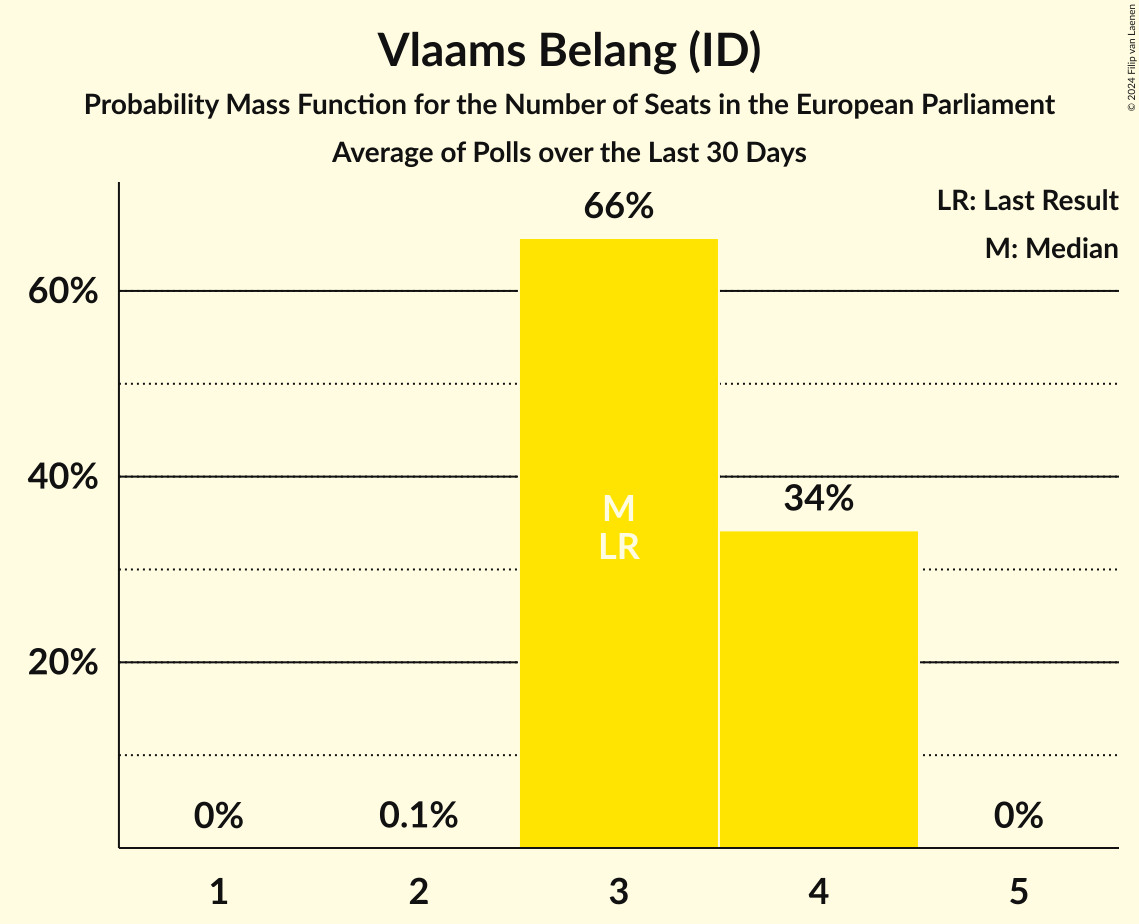 Vlaams Belang (ID)
Probability Mass Function for the Number of Seats in the European Parliament
Average of Polls over the Last 30 Days
© 2024 Filip van Laenen
LR: Last Result
M: Median
66%
60%
40%
34%
M
LR
20%
0%
0.1%
0%
1
2
3
4
5